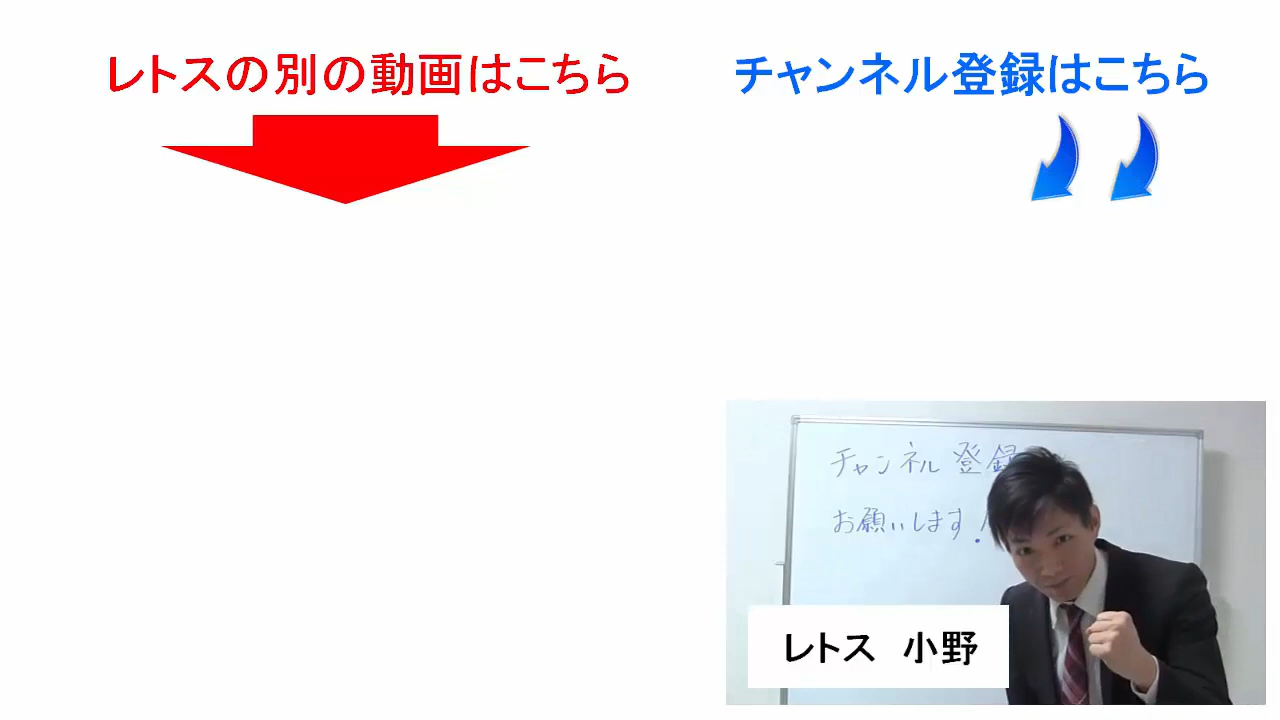 レトスの別の動画はこちら
チャンネル登録はこちら
チャンネル登録
お願いします!
レトス 小野